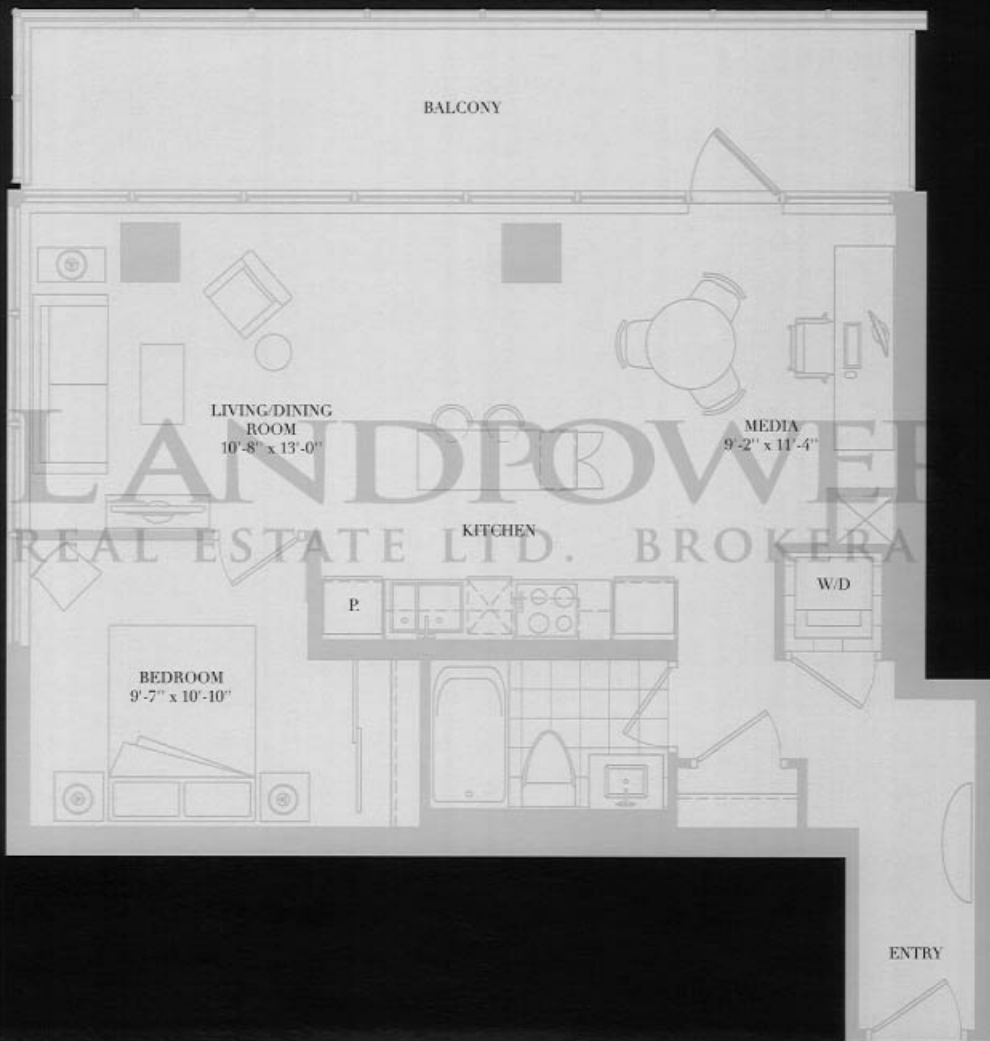 BALCONY
LIVING/DINING
ROOM
10'-8" x 13'-0"
MEDIA
9'-2" x 11'-4"
LANDPOWER
REAL ESTATE LTD. BROKERA
KITCHEN
P.
W/D
BEDROOM
9'-7" x 10'-10"
ENTRY